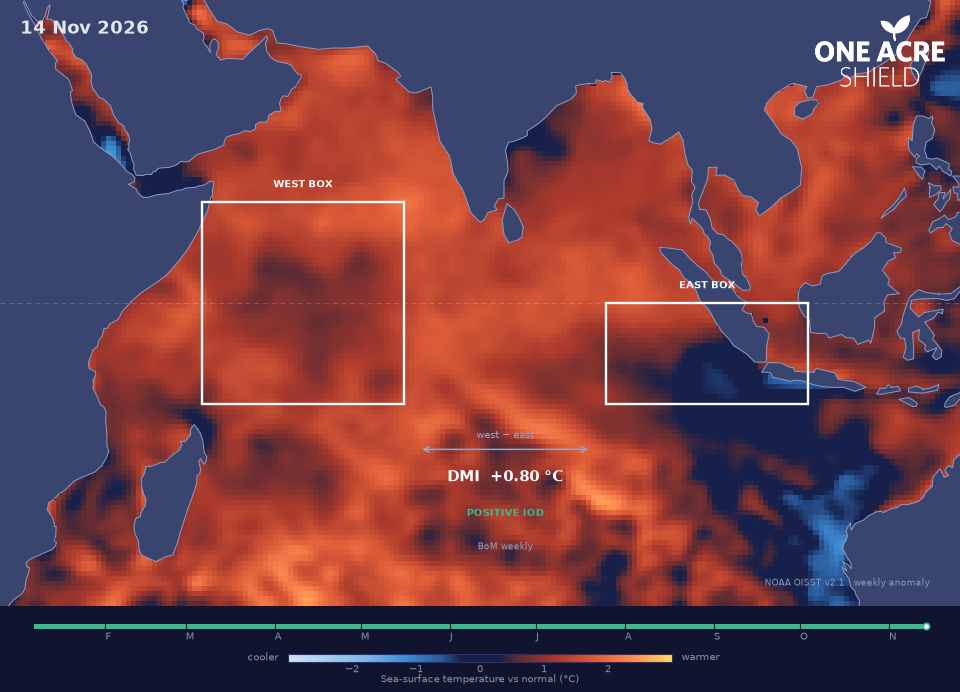 14 Nov 2026
ONE ACRE
SHIELD
WEST BOX
EAST BOX
west − east
DMI +0.80 °C
POSITIVE IOD
BoM weekly
NOAA OISST v2.1 weekly anomaly
F M A M J J A S O N
cooler warmer
−2 −1 0 1 2
Sea-surface temperature vs normal (°C)